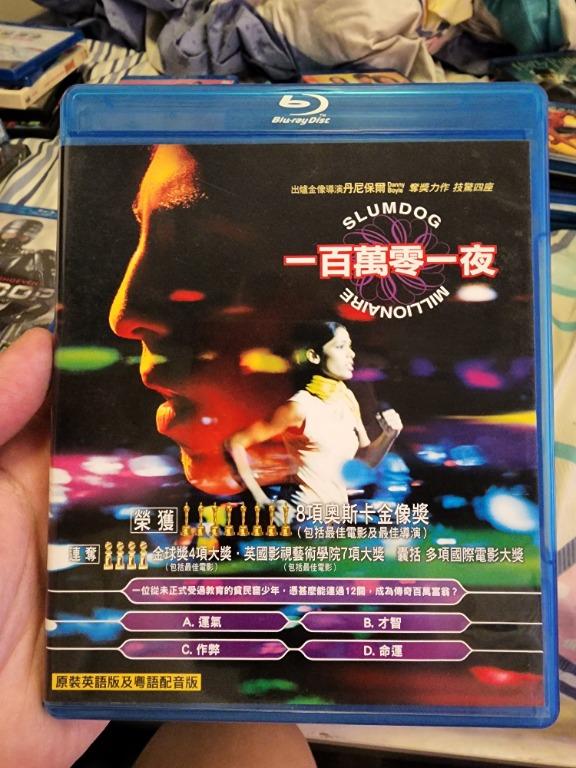 Blu-ray Disc
出爐金像導演丹尼保爾 Danny Boyle 奪獎力作 技驚四座
SLUMDOG
一百萬零一夜
MILLIONAIRE
榮獲 8項奧斯卡金像獎
(包括最佳電影及最佳導演)
連奪 金球獎4項大獎・英國影視藝術學院7項大獎 囊括 多項國際電影大獎
(包括最佳電影) (包括最佳電影)
一位從未正式受過教育的貧民窟少年，憑甚麼能連過12關，成為傳奇百萬富翁？
A. 運氣 B. 才智
C. 作弊 D. 命運
原裝英語版及粵語配音版